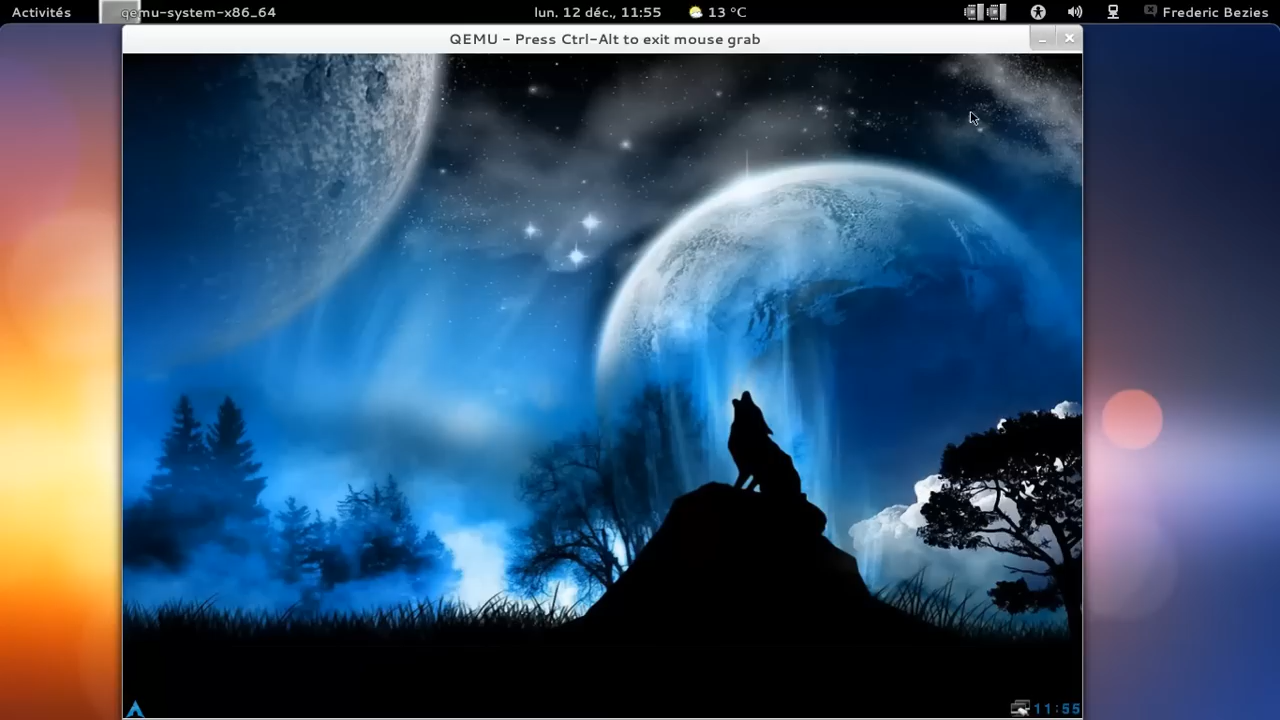 Activités qemu-system-x86_64 lun. 12 déc., 11:55 13 °C Frederic Bezies
QEMU - Press Ctrl-Alt to exit mouse grab
11:55